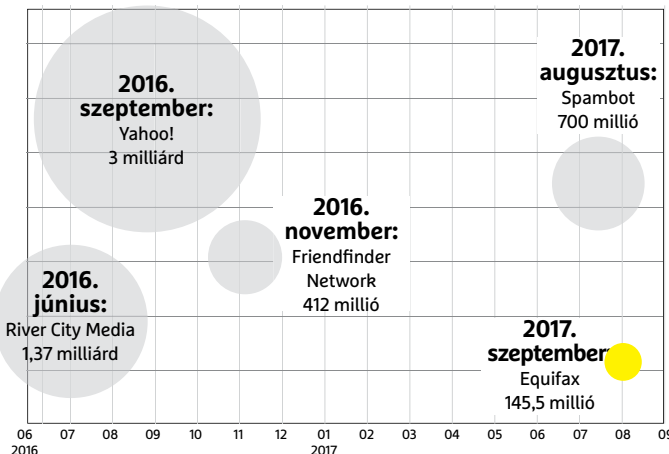 2016.
szeptember:
Yahoo!
3 milliárd
2017.
augusztus:
Spambot
700 millió
2016.
november:
Friendfinder
Network
412 millió
2016.
június:
River City Media
1,37 milliárd
2017.
szeptember:
Equifax
145,5 millió
06 07 08 09 10 11 12 01 02 03 04 05 06 07 08 09
2016 2017